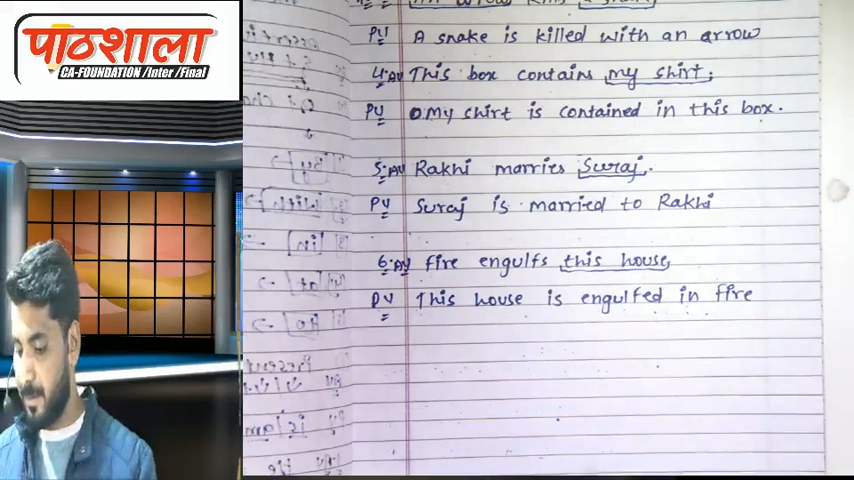 पाठशाला
CA-FOUNDATION/Inter/Final
PV A snake is killed with an arrow
4. AV This box contains my shirt.
PV my shirt is contained in this box.
5. AV Rakhi marries Suraj.
PV Suraj is married to Rakhi
6. AV fire engulfs this house,
PV This house is engulfed in fire